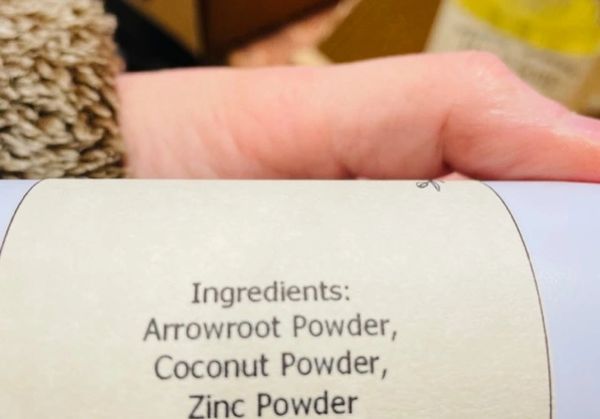 Ingredients:
Arrowroot Powder,
Coconut Powder,
Zinc Powder